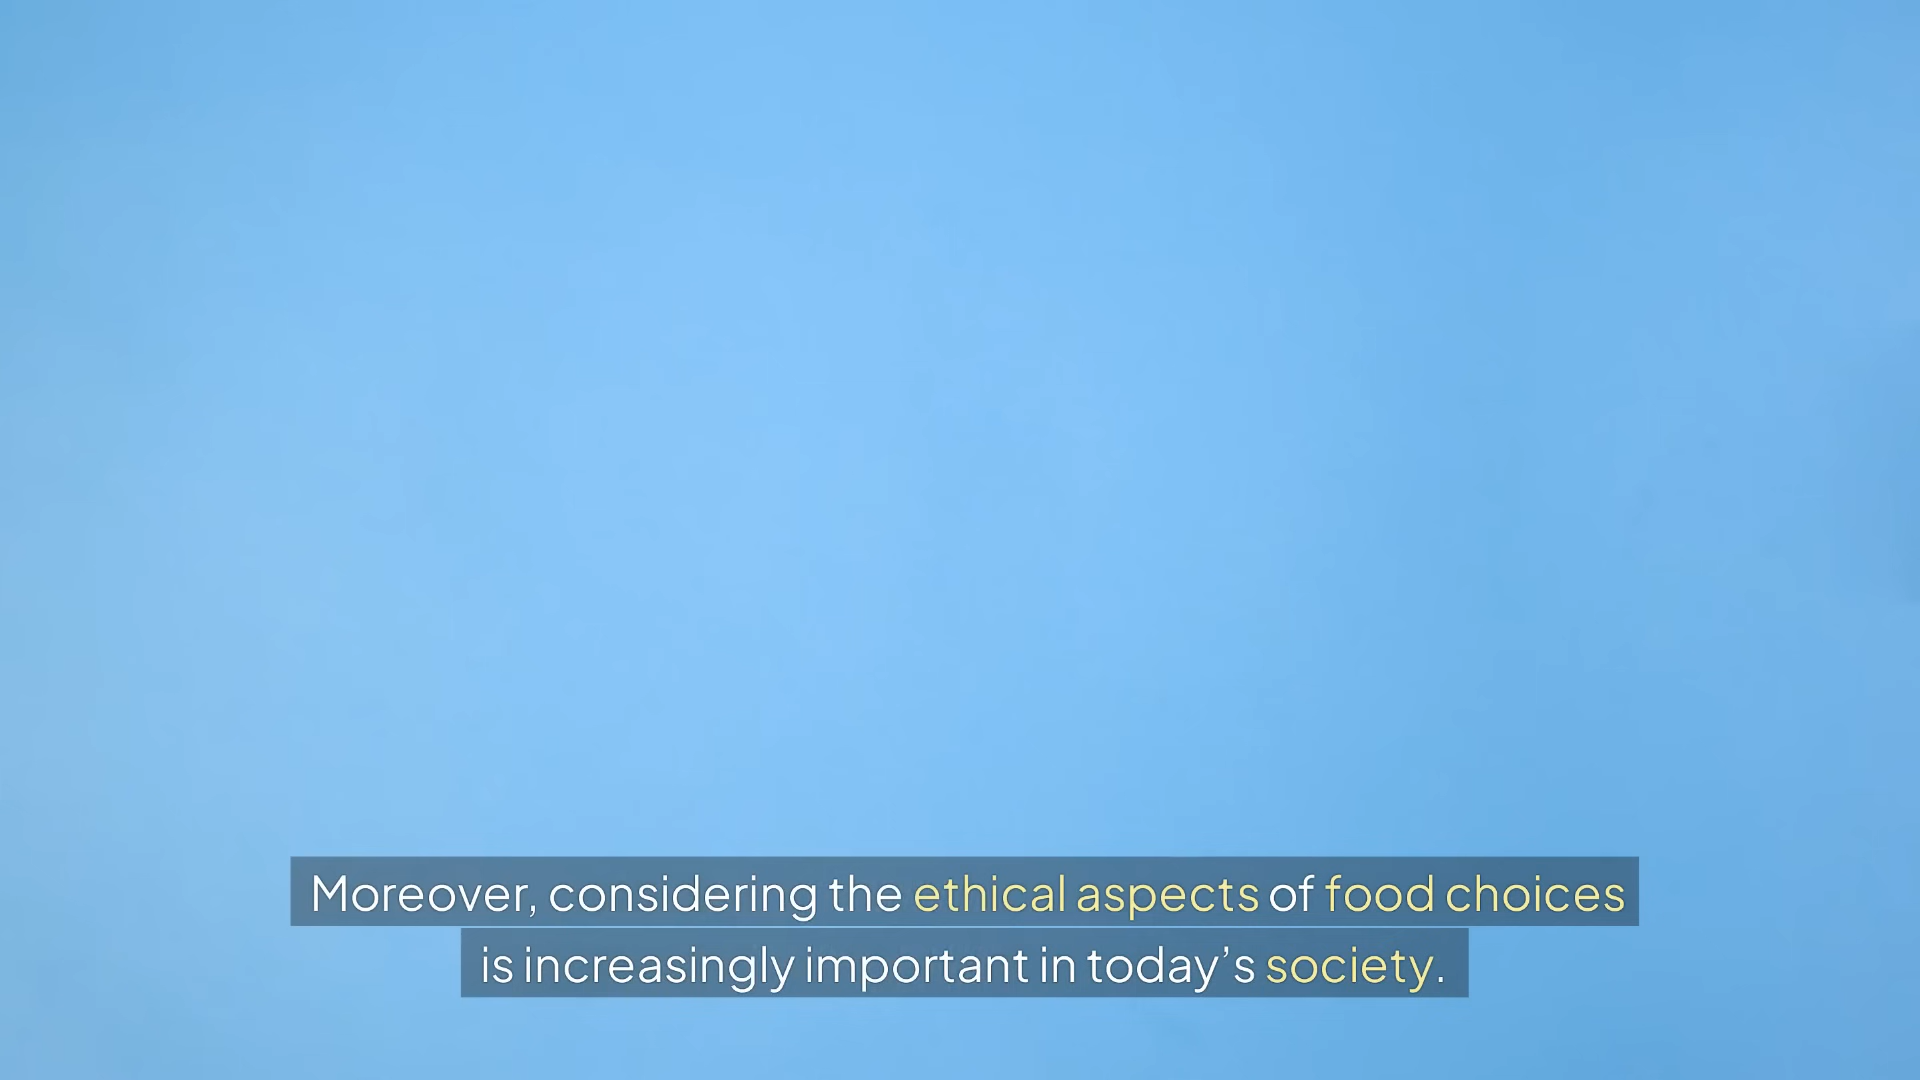 Moreover, considering the ethical aspects of food choices
is increasingly important in today’s society.